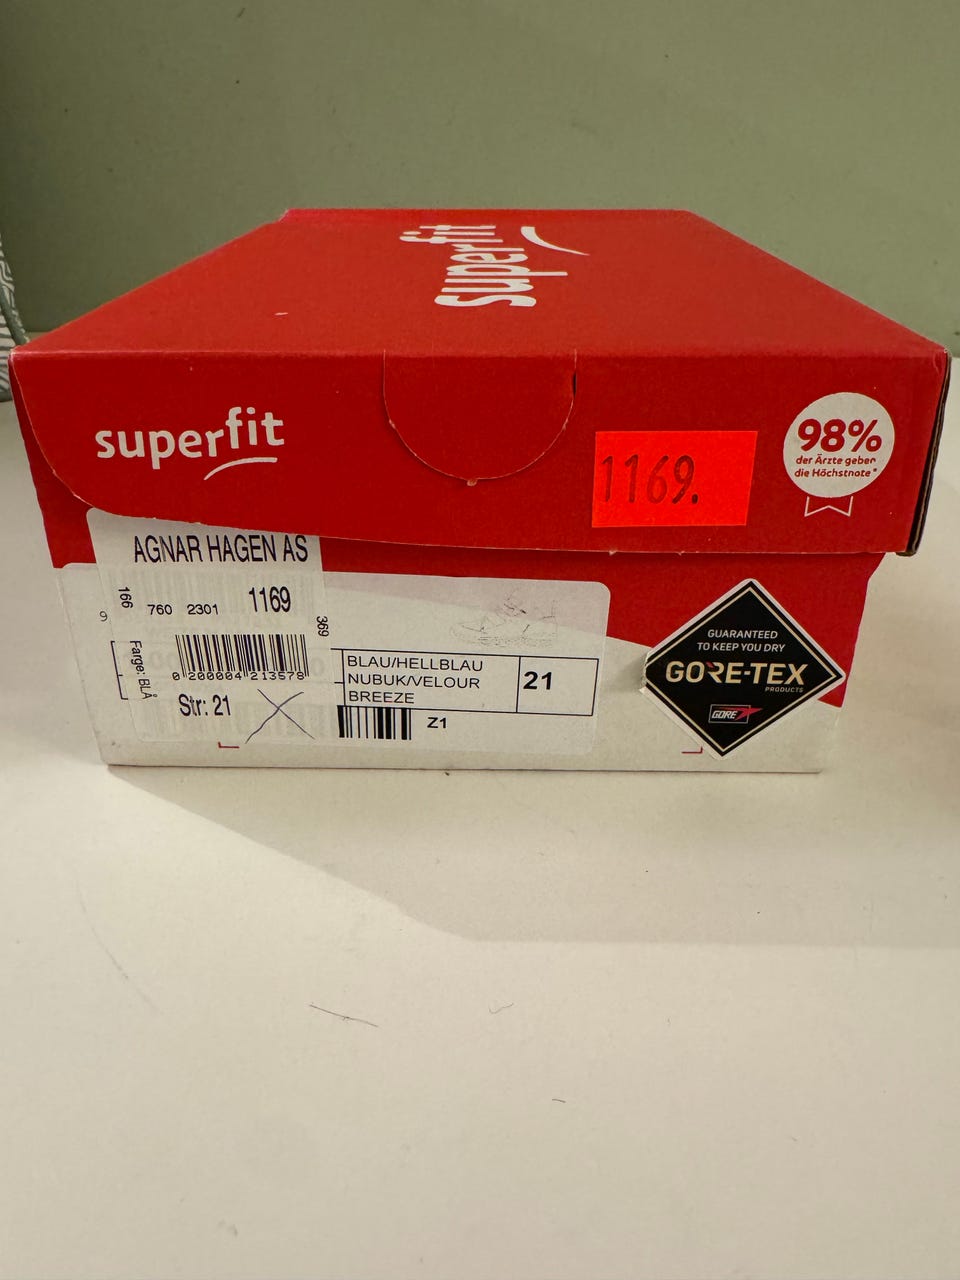 superfit
superfit
1169.
98%
der Ärzte geben
die Höchstnote*
AGNAR HAGEN AS
166
760 2301 1169
369
9
Farge: BLÅ
0 200004 213578
Str: 21
BLAU/HELLBLAU
NUBUK/VELOUR
BREEZE
21
Z1
GUARANTEED
TO KEEP YOU DRY
GORE-TEX
PRODUCTS
GORE